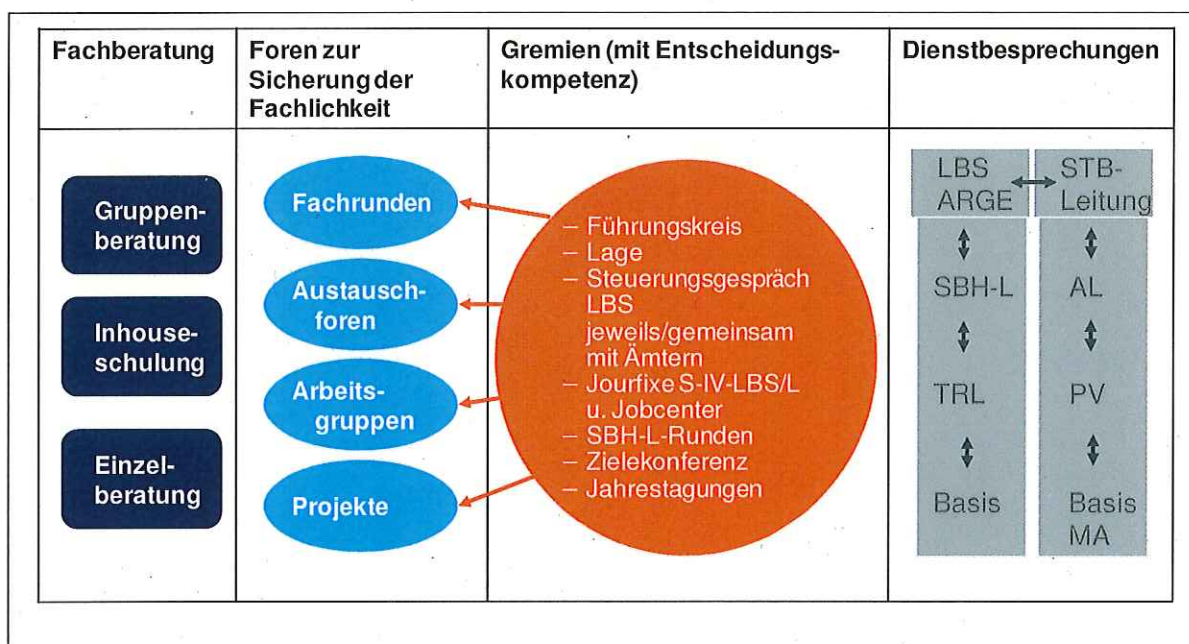 Fachberatung
Foren zur
Sicherung der
Fachlichkeit
Gremien (mit Entscheidungs-
kompetenz)
Dienstbesprechungen
Gruppen-
beratung
Inhouse-
schulung
Einzel-
beratung
Fachrunden
Austausch-
foren
Arbeits-
gruppen
Projekte
– Führungskreis
– Lage
– Steuerungsgespräch
LBS
jeweils/gemeinsam
mit Ämtern
– Jourfixe S-IV-LBS/L
u. Jobcenter
– SBH-L-Runden
– Zielekonferenz
– Jahrestagungen
LBS
ARGE
SBH-L
TRL
Basis
STB-
Leitung
AL
PV
Basis
MA